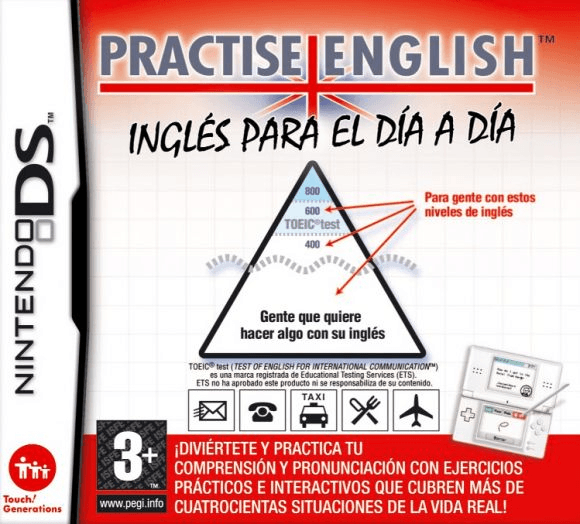 PRACTISE ENGLISH™
INGLÉS PARA EL DÍA A DÍA
NINTENDO DS™
800
600
TOEIC® test
400
Para gente con estos
niveles de inglés
Gente que quiere
hacer algo con su inglés
TOEIC® test (TEST OF ENGLISH FOR INTERNATIONAL COMMUNICATION™)
es una marca registrada de Educational Testing Services (ETS).
ETS no ha aprobado este producto ni se responsabiliza de su contenido.
TAXI
3+
™
www.pegi.info
Touch!
Generations
¡DIVIÉRTETE Y PRACTICA TU
COMPRENSIÓN Y PRONUNCIACIÓN CON EJERCICIOS
PRÁCTICOS E INTERACTIVOS QUE CUBREN MÁS DE
CUATROCIENTAS SITUACIONES DE LA VIDA REAL!